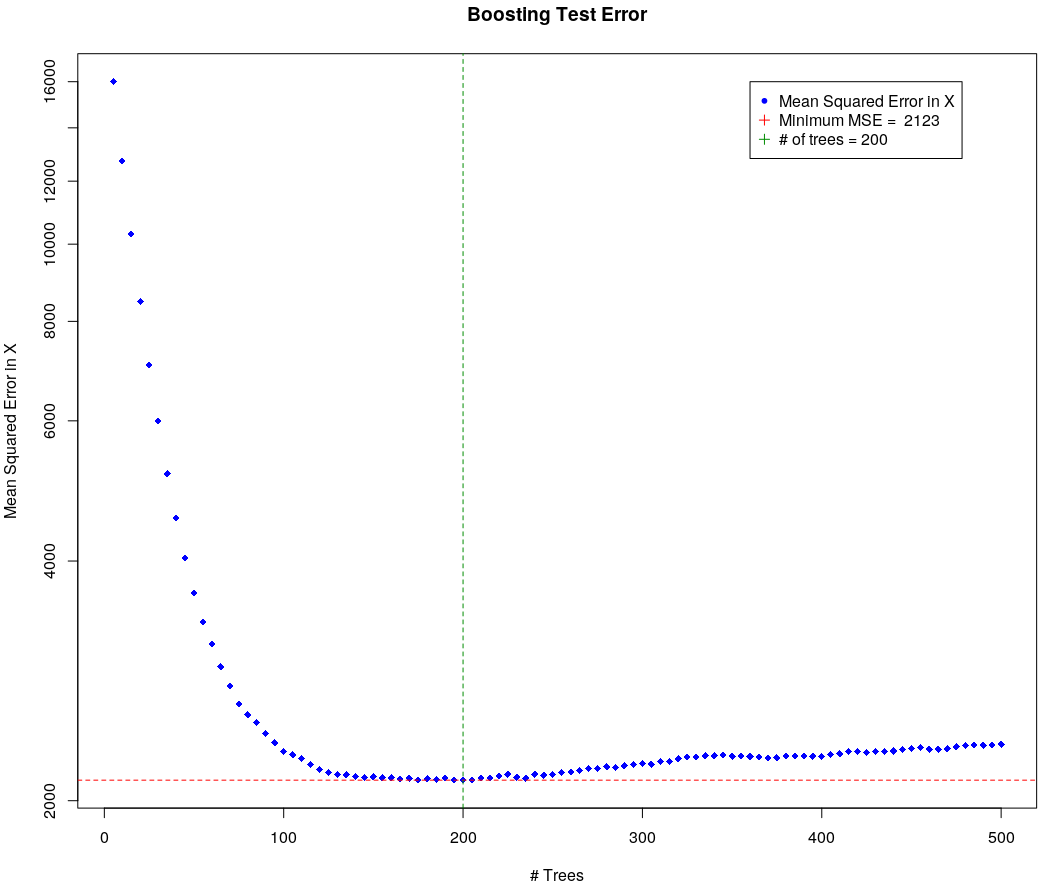 Boosting Test Error
Mean Squared Error in X
16000
12000
10000
8000
6000
4000
2000
Mean Squared Error in X
Minimum MSE =  2123
# of trees = 200
0 100 200 300 400 500
# Trees